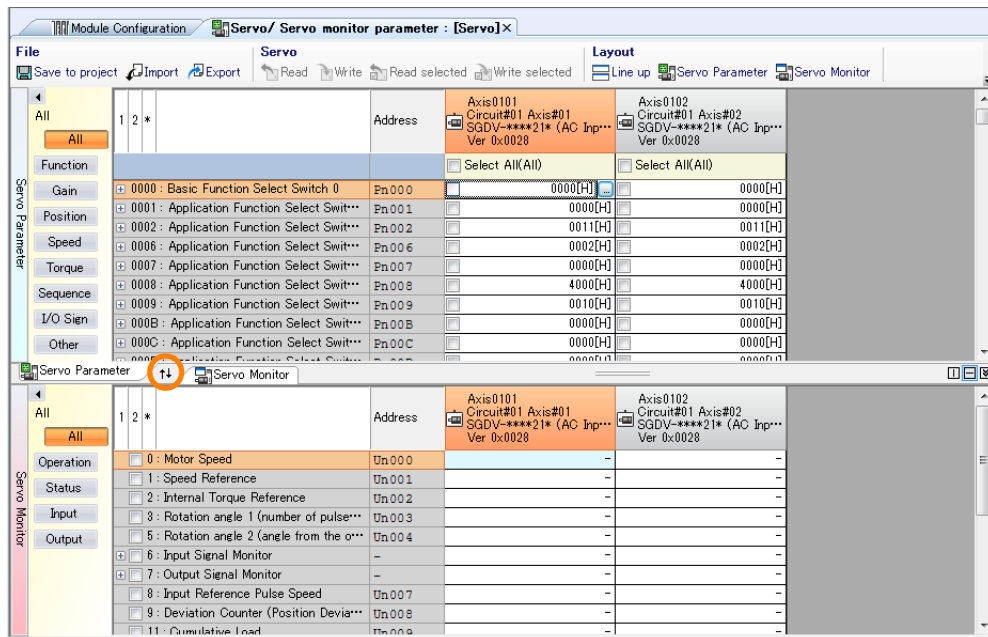 Module Configuration Servo/ Servo monitor parameter : [Servo]×
File Servo Layout
Save to project Import Export Read Write Read selected Write selected Line up Servo Parameter Servo Monitor
Servo Parameter
All
All
Function
Gain
Position
Speed
Torque
Sequence
I/O Sign
Other
1 2 * Address
Axis0101
Circuit#01 Axis#01
SGDV-****21* (AC Inp···
Ver 0x0028
Axis0102
Circuit#01 Axis#02
SGDV-****21* (AC Inp···
Ver 0x0028
Select All(All) Select All(All)
0000 : Basic Function Select Switch 0 Pn000 0000[H] ... 0000[H]
0001 : Application Function Select Swit··· Pn001 0000[H] 0000[H]
0002 : Application Function Select Swit··· Pn002 0011[H] 0011[H]
0006 : Application Function Select Swit··· Pn006 0002[H] 0002[H]
0007 : Application Function Select Swit··· Pn007 0000[H] 0000[H]
0008 : Application Function Select Swit··· Pn008 4000[H] 4000[H]
0009 : Application Function Select Swit··· Pn009 0010[H] 0010[H]
000B : Application Function Select Swit··· Pn00B 0000[H] 0000[H]
000C : Application Function Select Swit··· Pn00C 0000[H] 0000[H]
Servo Parameter Servo Monitor
Servo Monitor
All
All
Operation
Status
Input
Output
1 2 * Address
Axis0101
Circuit#01 Axis#01
SGDV-****21* (AC Inp···
Ver 0x0028
Axis0102
Circuit#01 Axis#02
SGDV-****21* (AC Inp···
Ver 0x0028
0 : Motor Speed Un000 - -
1 : Speed Reference Un001 - -
2 : Internal Torque Reference Un002 - -
3 : Rotation angle 1 (number of pulse··· Un003 - -
5 : Rotation angle 2 (angle from the o··· Un004 - -
6 : Input Signal Monitor - - -
7 : Output Signal Monitor - - -
8 : Input Reference Pulse Speed Un007 - -
9 : Deviation Counter (Position Devia··· Un008 - -
11 : Cumulative Load Un009 - -